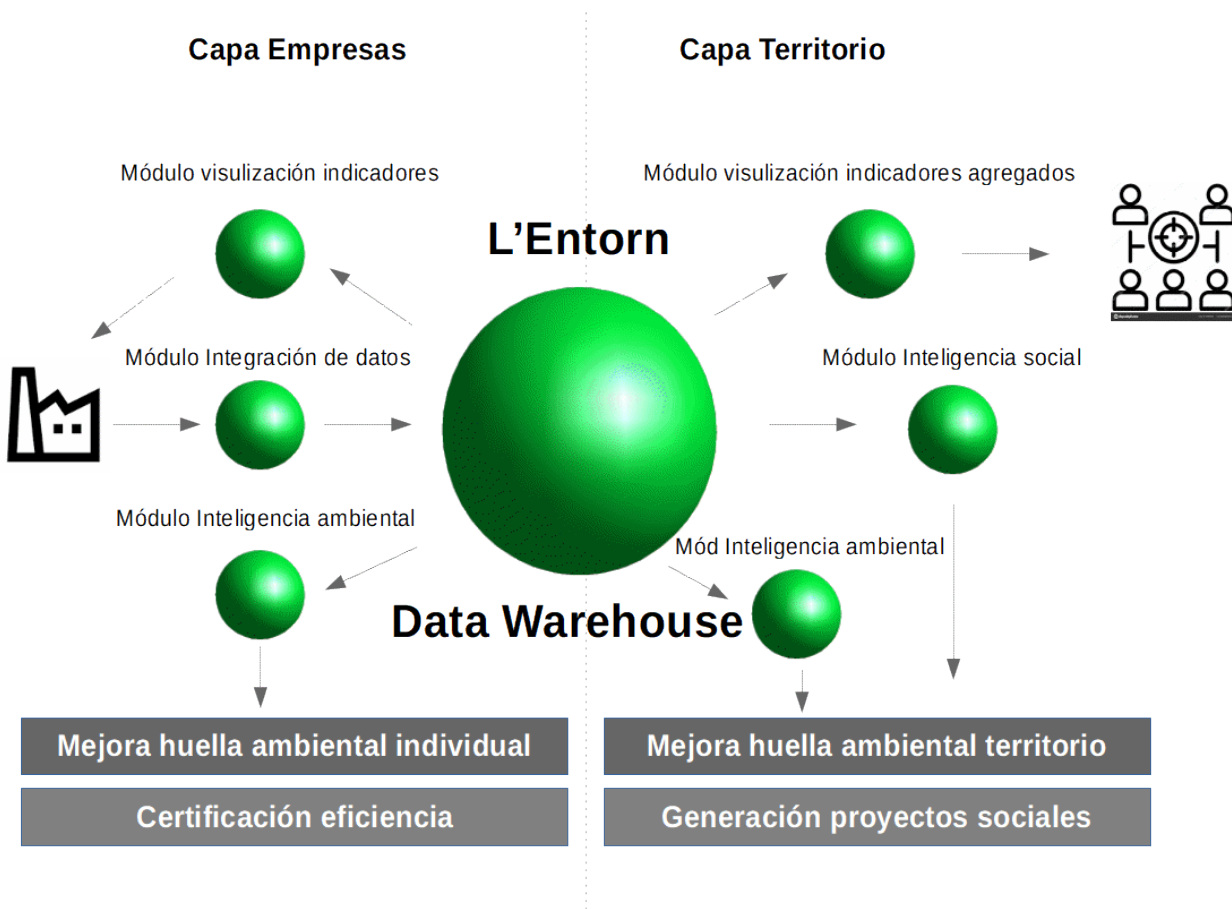 Capa Empresas
Capa Territorio
Módulo visulización indicadores
Módulo visulización indicadores agregados
L’Entorn
Módulo Integración de datos
Módulo Inteligencia social
Módulo Inteligencia ambiental
Mód Inteligencia ambiental
Data Warehouse
Mejora huella ambiental individual
Mejora huella ambiental territorio
Certificación eficiencia
Generación proyectos sociales